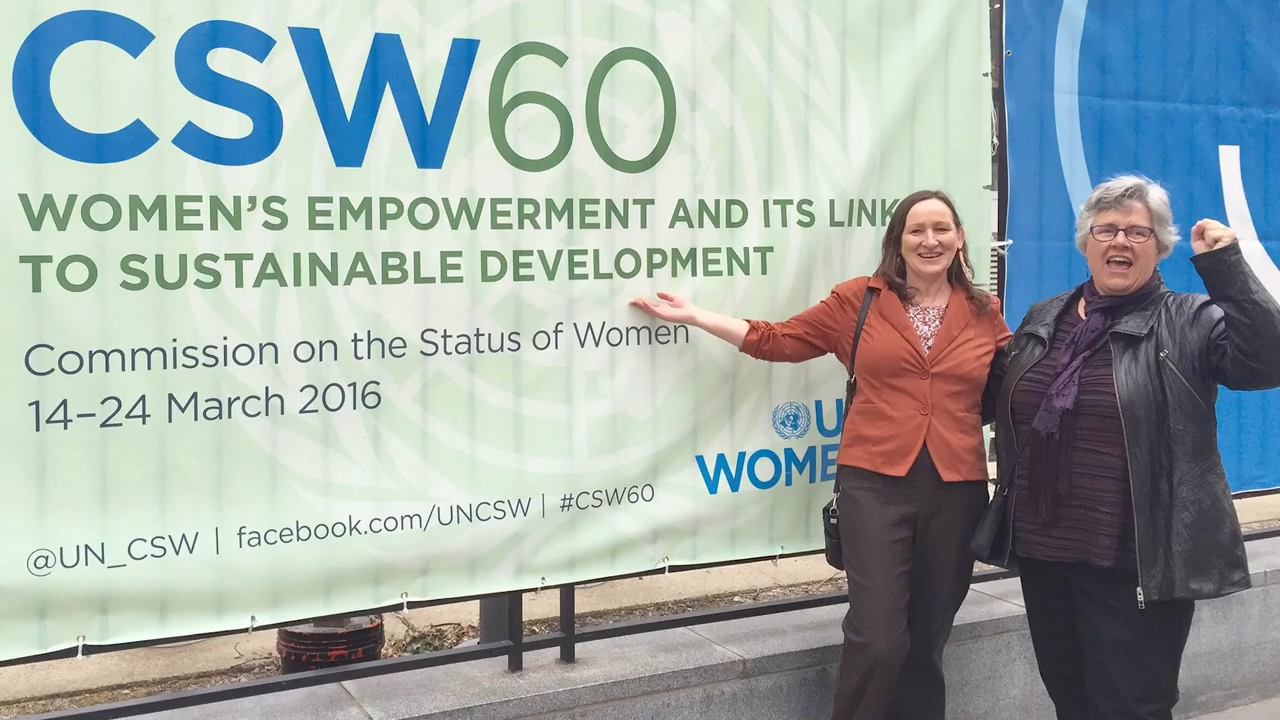 CSW60
WOMEN'S EMPOWERMENT AND ITS LINK
TO SUSTAINABLE DEVELOPMENT
Commission on the Status of Women
14–24 March 2016
@UN_CSW | facebook.com/UNCSW | #CSW60